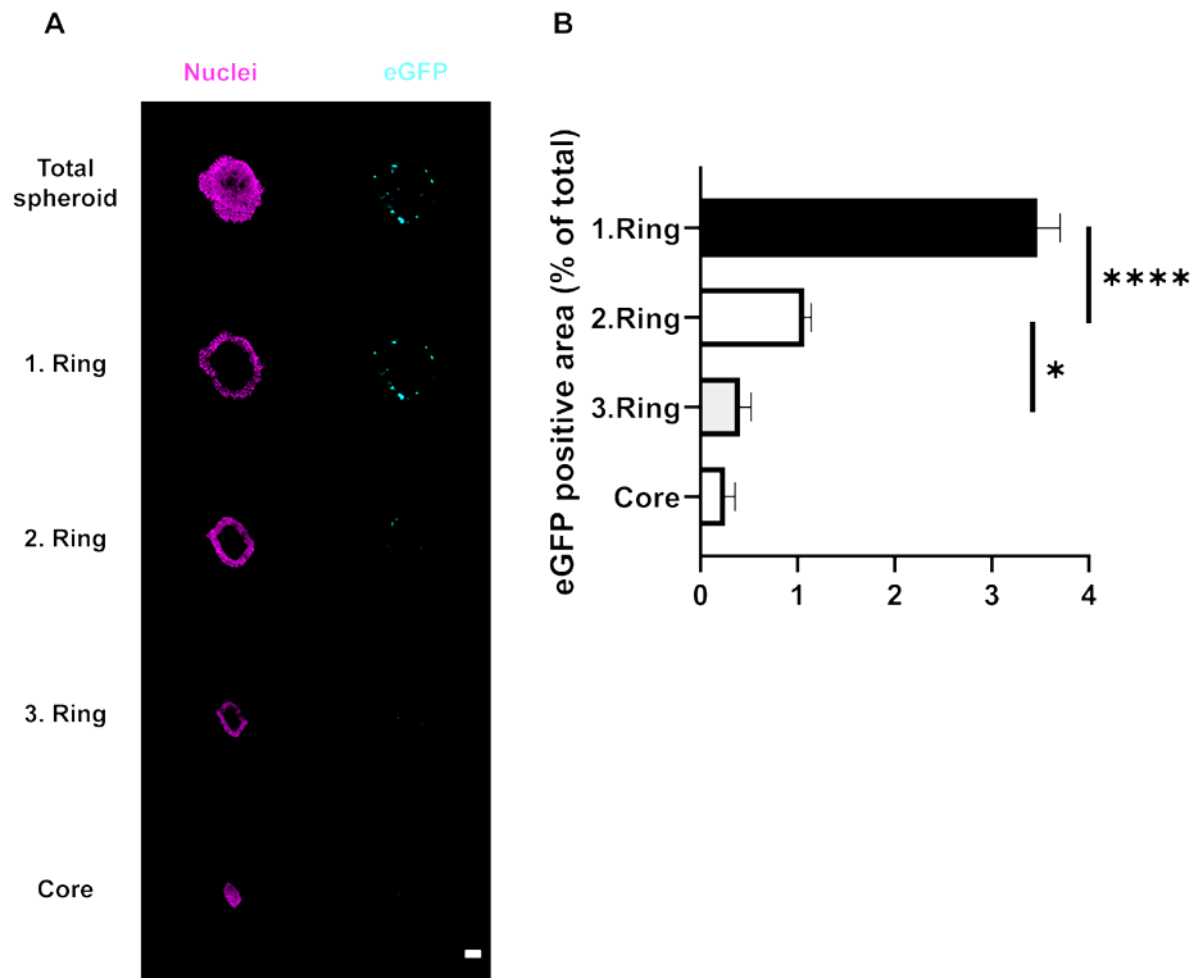 A
Nuclei
eGFP
Total
spheroid
1. Ring
2. Ring
3. Ring
Core
B
eGFP positive area (% of total)
1.Ring
2.Ring
3.Ring
Core
0 1 2 3 4
****
*